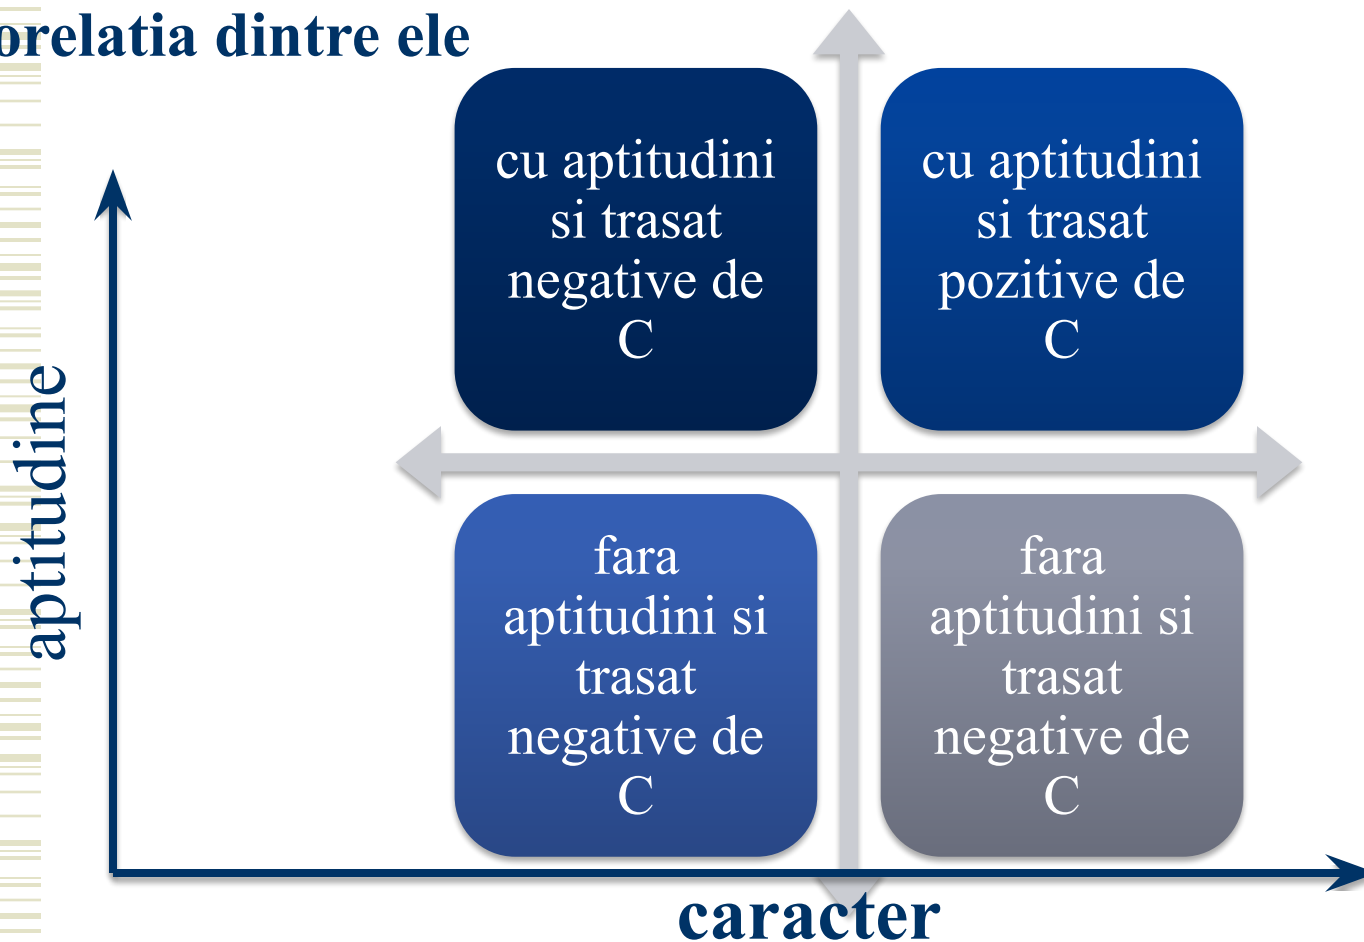 orelatia dintre ele
cu aptitudini
si trasat
negative de
C
cu aptitudini
si trasat
pozitive de
C
aptitudine
fara
aptitudini si
trasat
negative de
C
fara
aptitudini si
trasat
negative de
C
caracter